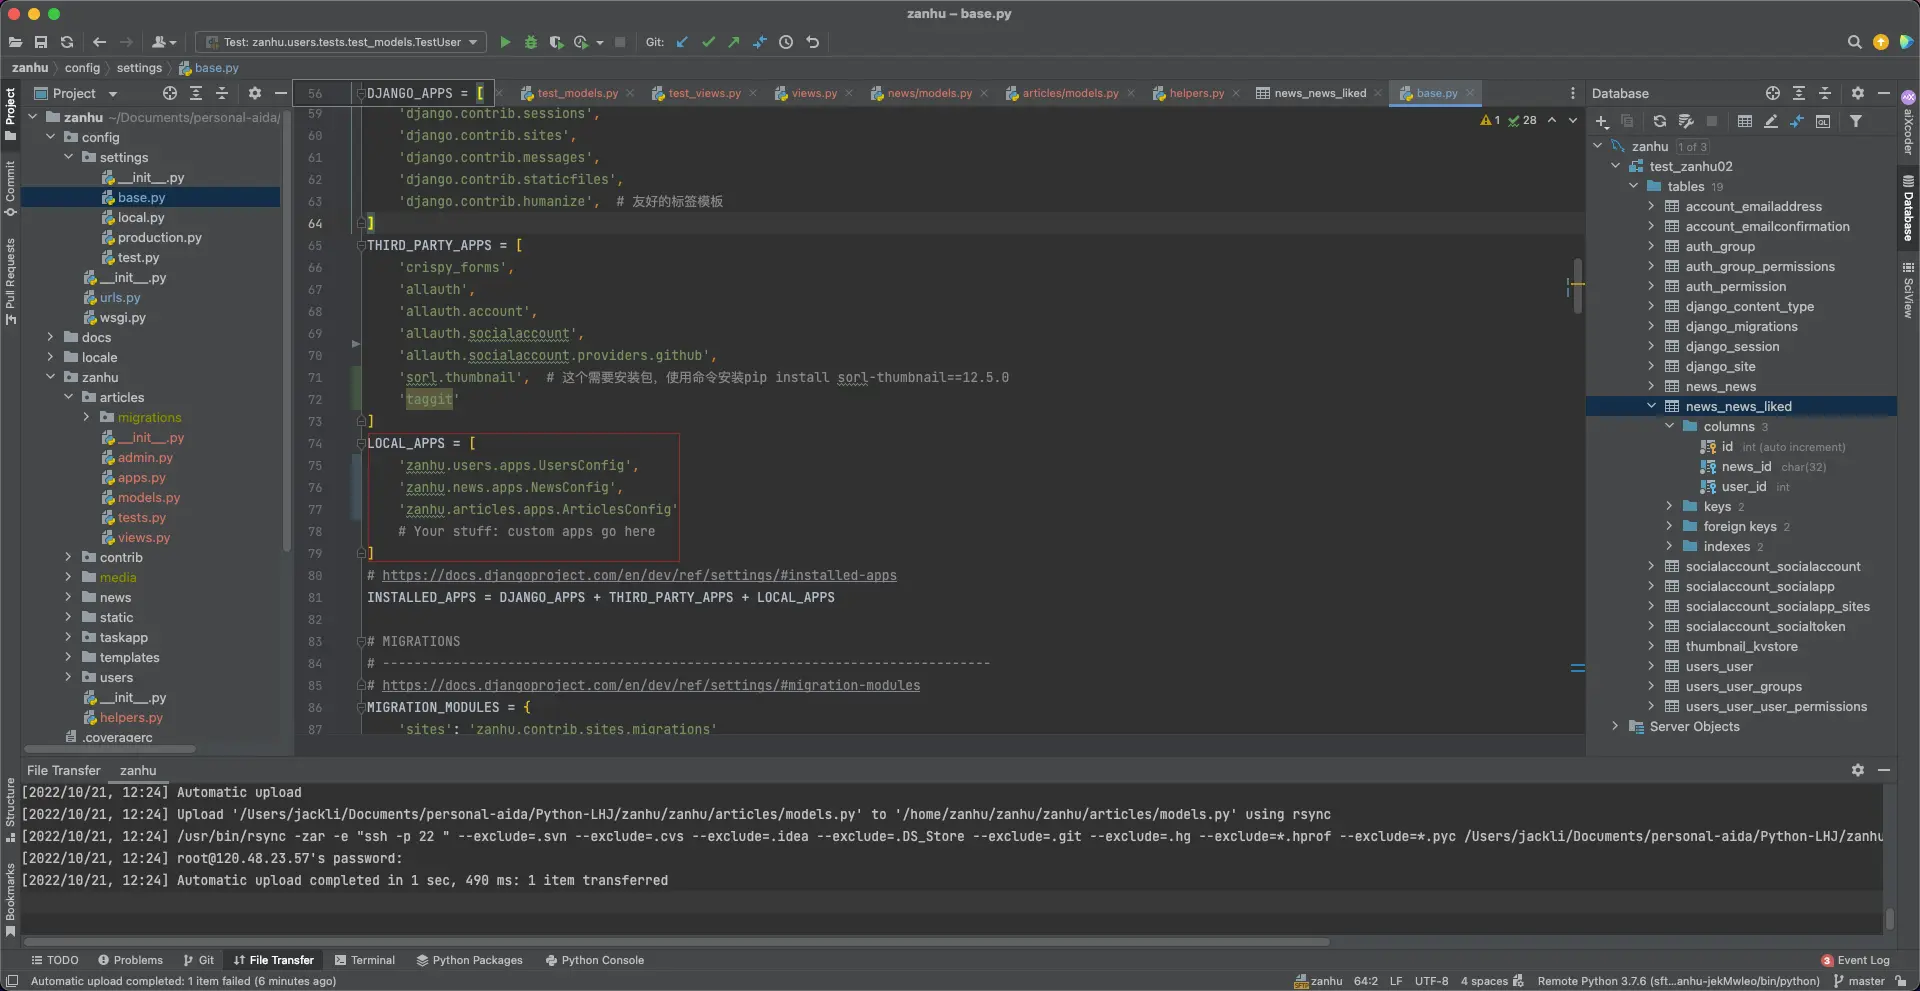 zanhu – base.py
Test: zanhu.users.tests.test_models.TestUser
Git:
zanhu
config
settings
base.py
Project
zanhu ~/Documents/personal-aida/
config
settings
__init__.py
base.py
local.py
production.py
test.py
__init__.py
urls.py
wsgi.py
docs
locale
zanhu
articles
migrations
__init__.py
admin.py
apps.py
models.py
tests.py
views.py
contrib
media
news
static
taskapp
templates
users
__init__.py
helpers.py
.coveragerc
Project
Commit
Pull Requests
Structure
Bookmarks
test_models.py
test_views.py
views.py
news/models.py
articles/models.py
helpers.py
news_news_liked
base.py
1
28
56 DJANGO_APPS = [
59 'django.contrib.sessions',
60 'django.contrib.sites',
61 'django.contrib.messages',
62 'django.contrib.staticfiles',
63 'django.contrib.humanize',  # 友好的标签模板
64 ]
65 THIRD_PARTY_APPS = [
66 'crispy_forms',
67 'allauth',
68 'allauth.account',
69 'allauth.socialaccount',
70 'allauth.socialaccount.providers.github',
71 'sorl.thumbnail',  # 这个需要安装包，使用命令安装pip install sorl-thumbnail==12.5.0
72 'taggit'
73 ]
74 LOCAL_APPS = [
75 'zanhu.users.apps.UsersConfig',
76 'zanhu.news.apps.NewsConfig',
77 'zanhu.articles.apps.ArticlesConfig'
78 # Your stuff: custom apps go here
79 ]
80 # https://docs.djangoproject.com/en/dev/ref/settings/#installed-apps
81 INSTALLED_APPS = DJANGO_APPS + THIRD_PARTY_APPS + LOCAL_APPS
82
83 # MIGRATIONS
84 # ------------------------------------------------------------------------------
85 # https://docs.djangoproject.com/en/dev/ref/settings/#migration-modules
86 MIGRATION_MODULES = {
87 'sites': 'zanhu.contrib.sites.migrations'
Database
zanhu 1 of 3
test_zanhu02
tables 19
account_emailaddress
account_emailconfirmation
auth_group
auth_group_permissions
auth_permission
django_content_type
django_migrations
django_session
django_site
news_news
news_news_liked
columns 3
id int (auto increment)
news_id char(32)
user_id int
keys 2
foreign keys 2
indexes 2
socialaccount_socialaccount
socialaccount_socialapp
socialaccount_socialapp_sites
socialaccount_socialtoken
thumbnail_kvstore
users_user
users_user_groups
users_user_user_permissions
Server Objects
aiXcoder
Database
SciView
File Transfer
zanhu
[2022/10/21, 12:24] Automatic upload
[2022/10/21, 12:24] Upload '/Users/jackli/Documents/personal-aida/Python-LHJ/zanhu/zanhu/articles/models.py' to '/home/zanhu/zanhu/zanhu/articles/models.py' using rsync
[2022/10/21, 12:24] /usr/bin/rsync -zar -e "ssh -p 22 " --exclude=.svn --exclude=.cvs --exclude=.idea --exclude=.DS_Store --exclude=.git --exclude=.hg --exclude=*.hprof --exclude=*.pyc /Users/jackli/Documents/personal-aida/Python-LHJ/zanhu
[2022/10/21, 12:24] root@120.48.23.57's password:
[2022/10/21, 12:24] Automatic upload completed in 1 sec, 490 ms: 1 item transferred
TODO
Problems
Git
File Transfer
Terminal
Python Packages
Python Console
3 Event Log
Automatic upload completed: 1 item failed (6 minutes ago)
zanhu
64:2
LF
UTF-8
4 spaces
Remote Python 3.7.6 (sft...anhu-jekMwleo/bin/python)
master